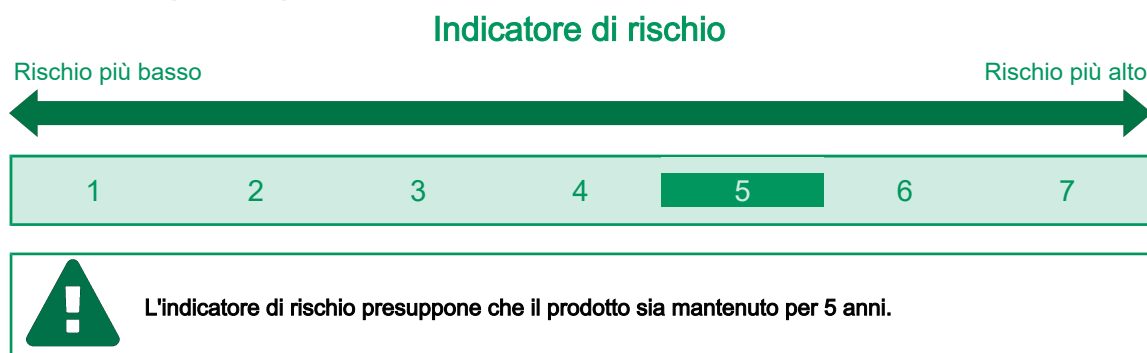 Indicatore di rischio
Rischio più basso Rischio più alto
1 2 3 4 5 6 7
L'indicatore di rischio presuppone che il prodotto sia mantenuto per 5 anni.